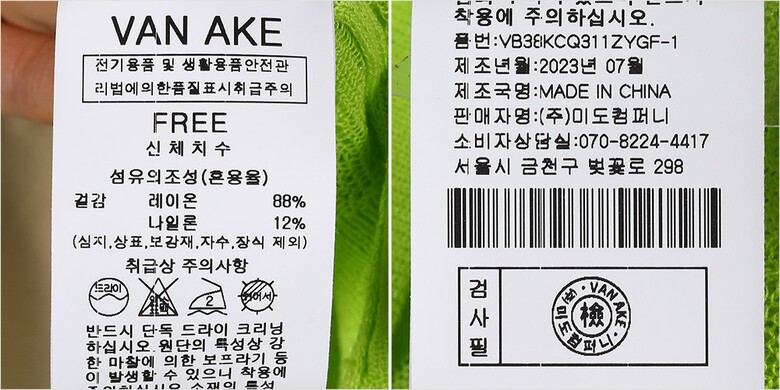 VAN AKE
전기용품 및 생활용품안전관
리법에의한품질표시취급주의
FREE
신체치수
섬유의조성(혼용율)
겉감 레이온 88%
나일론 12%
(심지,상표,보강재,자수,장식 제외)
취급상 주의사항
드라이
2
반드시 단독 드라이 크리닝
하십시오.원단의 특성상 강
한 마찰에 의한 보프라기 등
이 발생할 수 있으니 착용에
착용에 주의하십시오.
품번:VB38KCQ311ZYGF-1
제조년월:2023년 07월
제조국명:MADE IN CHINA
판매자명:(주)미도컴퍼니
소비자상담실:070-8224-4417
서울시 금천구 벚꽃로 298
검사필
VAN AKE
㈜미도컴퍼니
檢